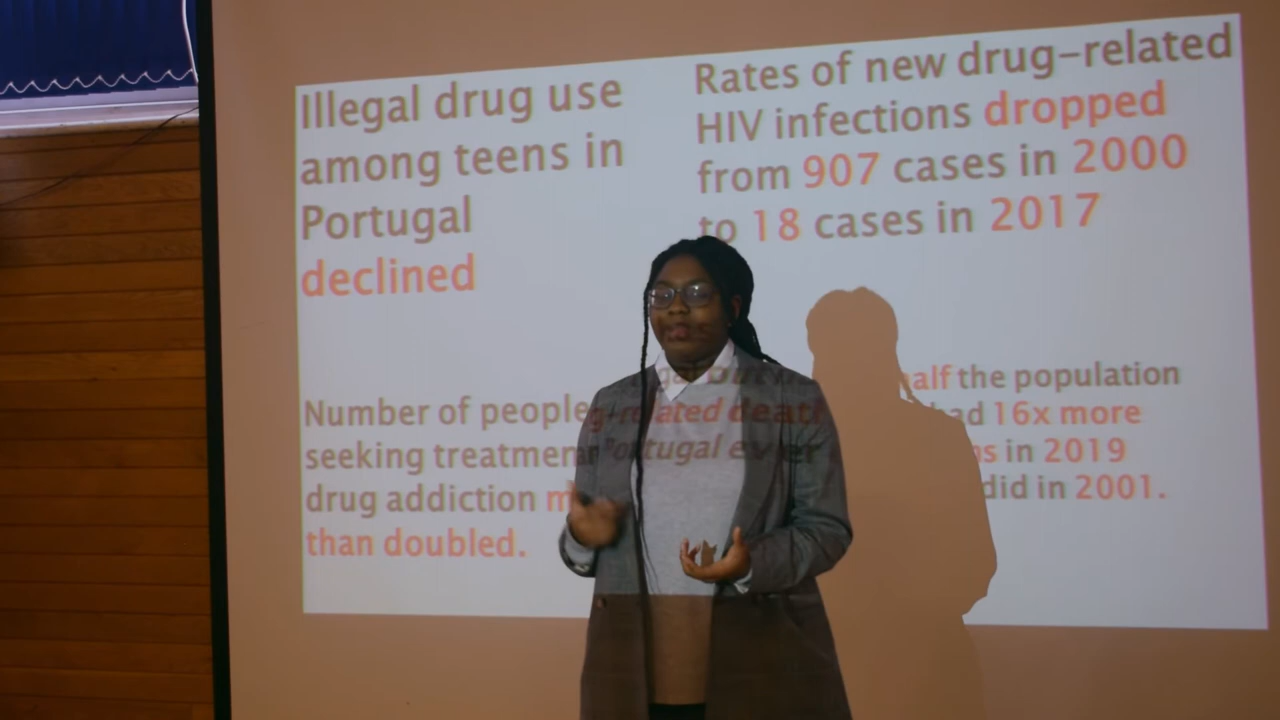 Illegal drug use
among teens in
Portugal
declined
Rates of new drug-related
HIV infections dropped
from 907 cases in 2000
to 18 cases in 2017
Number of people
seeking treatment
drug addiction
than doubled.
half the population
had 16x more
in 2019
did in 2001.